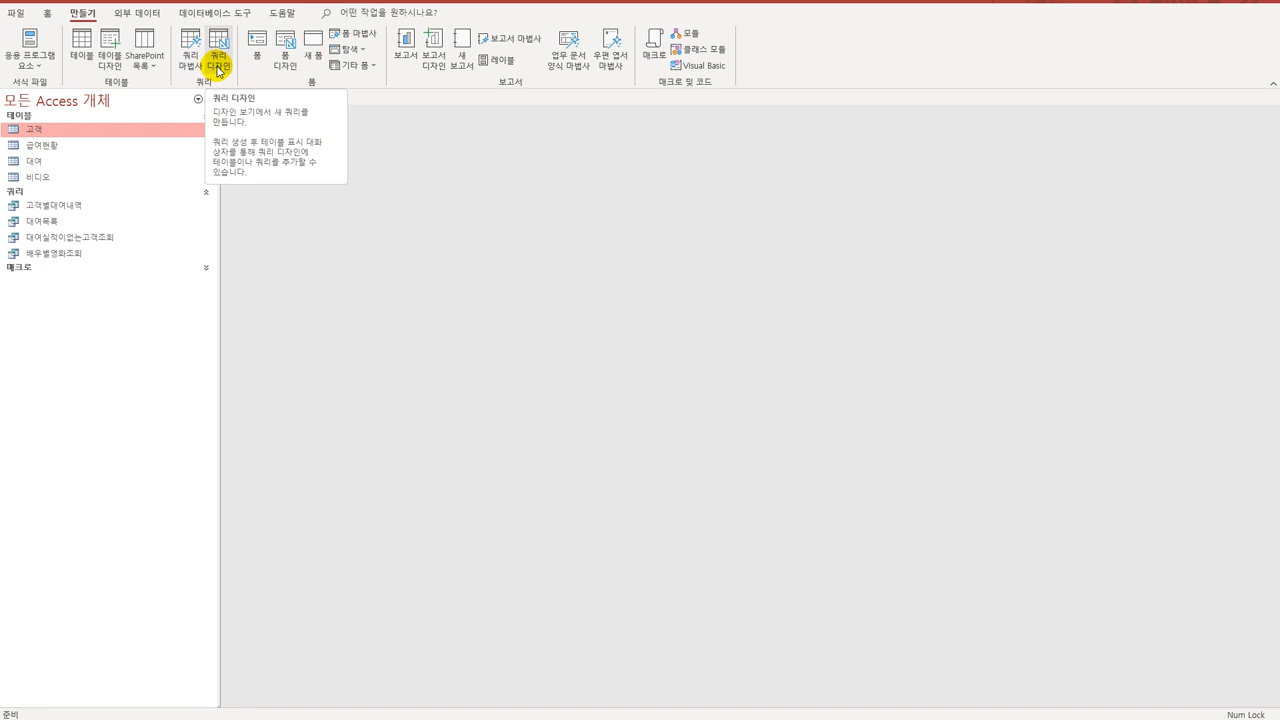 파일 홈 만들기 외부 데이터 데이터베이스 도구 도움말 어떤 작업을 원하시나요?
응용 프로그램
요소
서식 파일
테이블
테이블
디자인
SharePoint
목록
테이블
쿼리
마법사
쿼리
디자인
쿼리
폼
폼
디자인
새 폼
폼 마법사
탐색
기타 폼
폼
보고서
보고서
디자인
새
보고서
보고서 마법사
레이블
업무 문서
양식 마법사
우편 엽서
마법사
보고서
매크로
모듈
클래스 모듈
Visual Basic
매크로 및 코드
모든 Access 개체
테이블
고객
급여현황
대여
비디오
쿼리
고객별대여내역
대여목록
대여실적이없는고객조회
배우별영화조회
매크로
쿼리 디자인
디자인 보기에서 새 쿼리를
만듭니다.
쿼리 생성 후 테이블 표시 대화
상자를 통해 쿼리 디자인에
테이블이나 쿼리를 추가할 수
있습니다.
준비
Num Lock